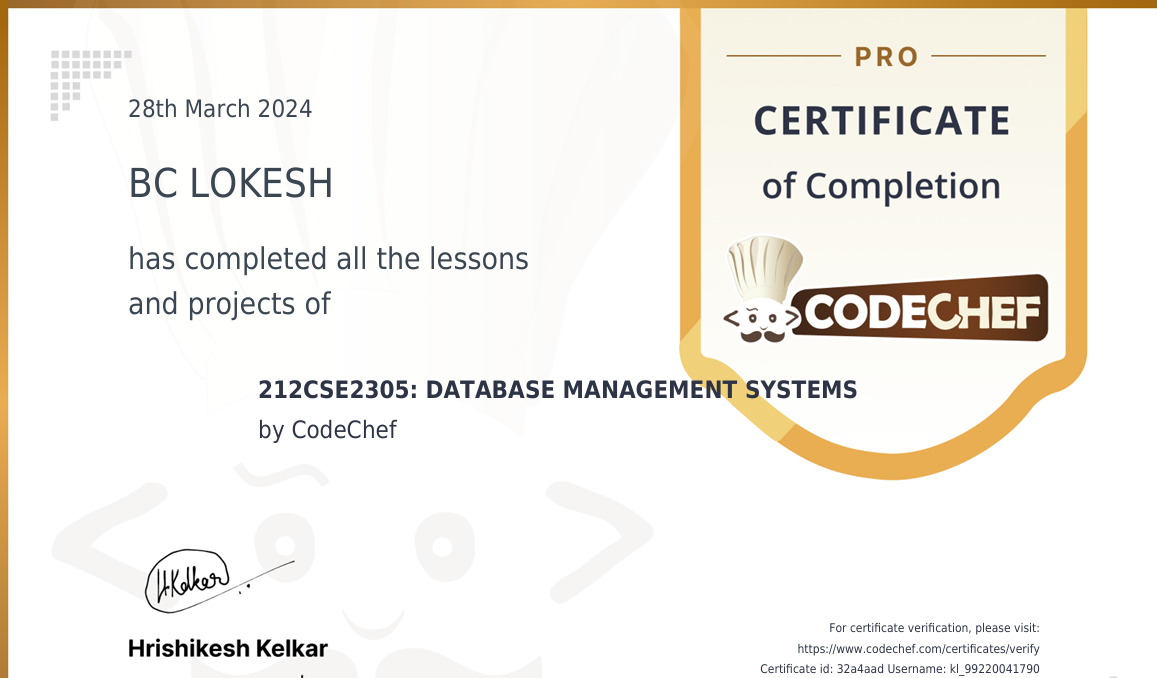 28th March 2024
BC LOKESH
has completed all the lessons
and projects of
PRO
CERTIFICATE
of Completion
CODECHEF
212CSE2305: DATABASE MANAGEMENT SYSTEMS
by CodeChef
H.Kelkar
Hrishikesh Kelkar
For certificate verification, please visit:
https://www.codechef.com/certificates/verify
Certificate id: 32a4aad Username: kl_99220041790